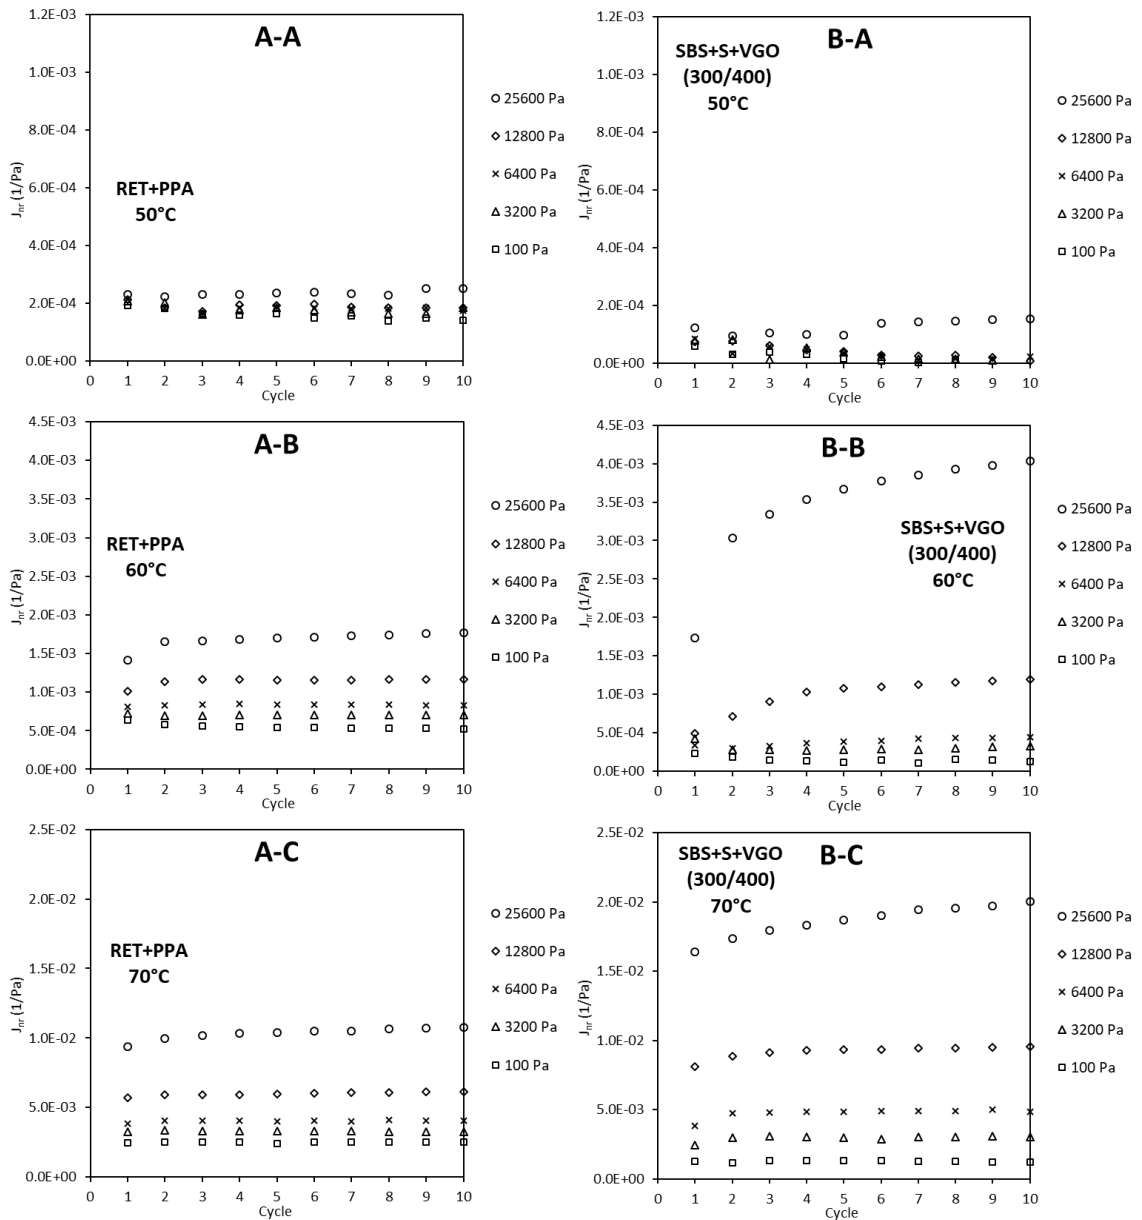 A-A
1.2E-03
1.0E-03
8.0E-04
6.0E-04
4.0E-04
2.0E-04
0.0E+00
Jnr (1/Pa)
RET+PPA
50°C
0 1 2 3 4 5 6 7 8 9 10
Cycle
25600 Pa
12800 Pa
6400 Pa
3200 Pa
100 Pa
B-A
1.2E-03
1.0E-03
8.0E-04
6.0E-04
4.0E-04
2.0E-04
0.0E+00
Jnr (1/Pa)
SBS+S+VGO
(300/400)
50°C
0 1 2 3 4 5 6 7 8 9 10
Cycle
25600 Pa
12800 Pa
6400 Pa
3200 Pa
100 Pa
A-B
4.5E-03
4.0E-03
3.5E-03
3.0E-03
2.5E-03
2.0E-03
1.5E-03
1.0E-03
5.0E-04
0.0E+00
Jnr (1/Pa)
RET+PPA
60°C
0 1 2 3 4 5 6 7 8 9 10
Cycle
25600 Pa
12800 Pa
6400 Pa
3200 Pa
100 Pa
B-B
4.5E-03
4.0E-03
3.5E-03
3.0E-03
2.5E-03
2.0E-03
1.5E-03
1.0E-03
5.0E-04
0.0E+00
Jnr (1/Pa)
SBS+S+VGO
(300/400)
60°C
0 1 2 3 4 5 6 7 8 9 10
Cycle
25600 Pa
12800 Pa
6400 Pa
3200 Pa
100 Pa
A-C
2.5E-02
2.0E-02
1.5E-02
1.0E-02
5.0E-03
0.0E+00
Jnr (1/Pa)
RET+PPA
70°C
0 1 2 3 4 5 6 7 8 9 10
Cycle
25600 Pa
12800 Pa
6400 Pa
3200 Pa
100 Pa
B-C
2.5E-02
2.0E-02
1.5E-02
1.0E-02
5.0E-03
0.0E+00
Jnr (1/Pa)
SBS+S+VGO
(300/400)
70°C
0 1 2 3 4 5 6 7 8 9 10
Cycle
25600 Pa
12800 Pa
6400 Pa
3200 Pa
100 Pa